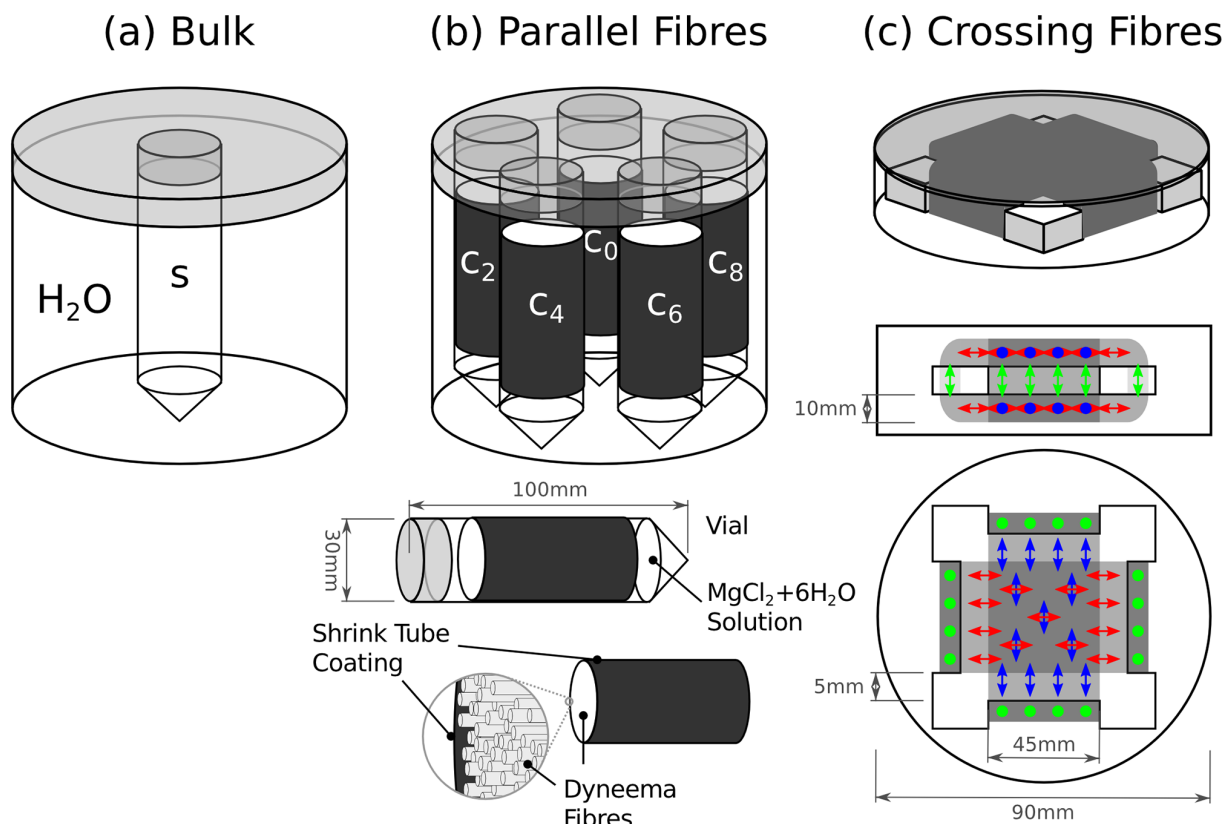 (a) Bulk
(b) Parallel Fibres
(c) Crossing Fibres
H₂O
s
c₂
c₄
c₀
c₆
c₈
10mm
100mm
30mm
Vial
MgCl₂+6H₂O
Solution
Shrink Tube
Coating
Dyneema
Fibres
5mm
45mm
90mm